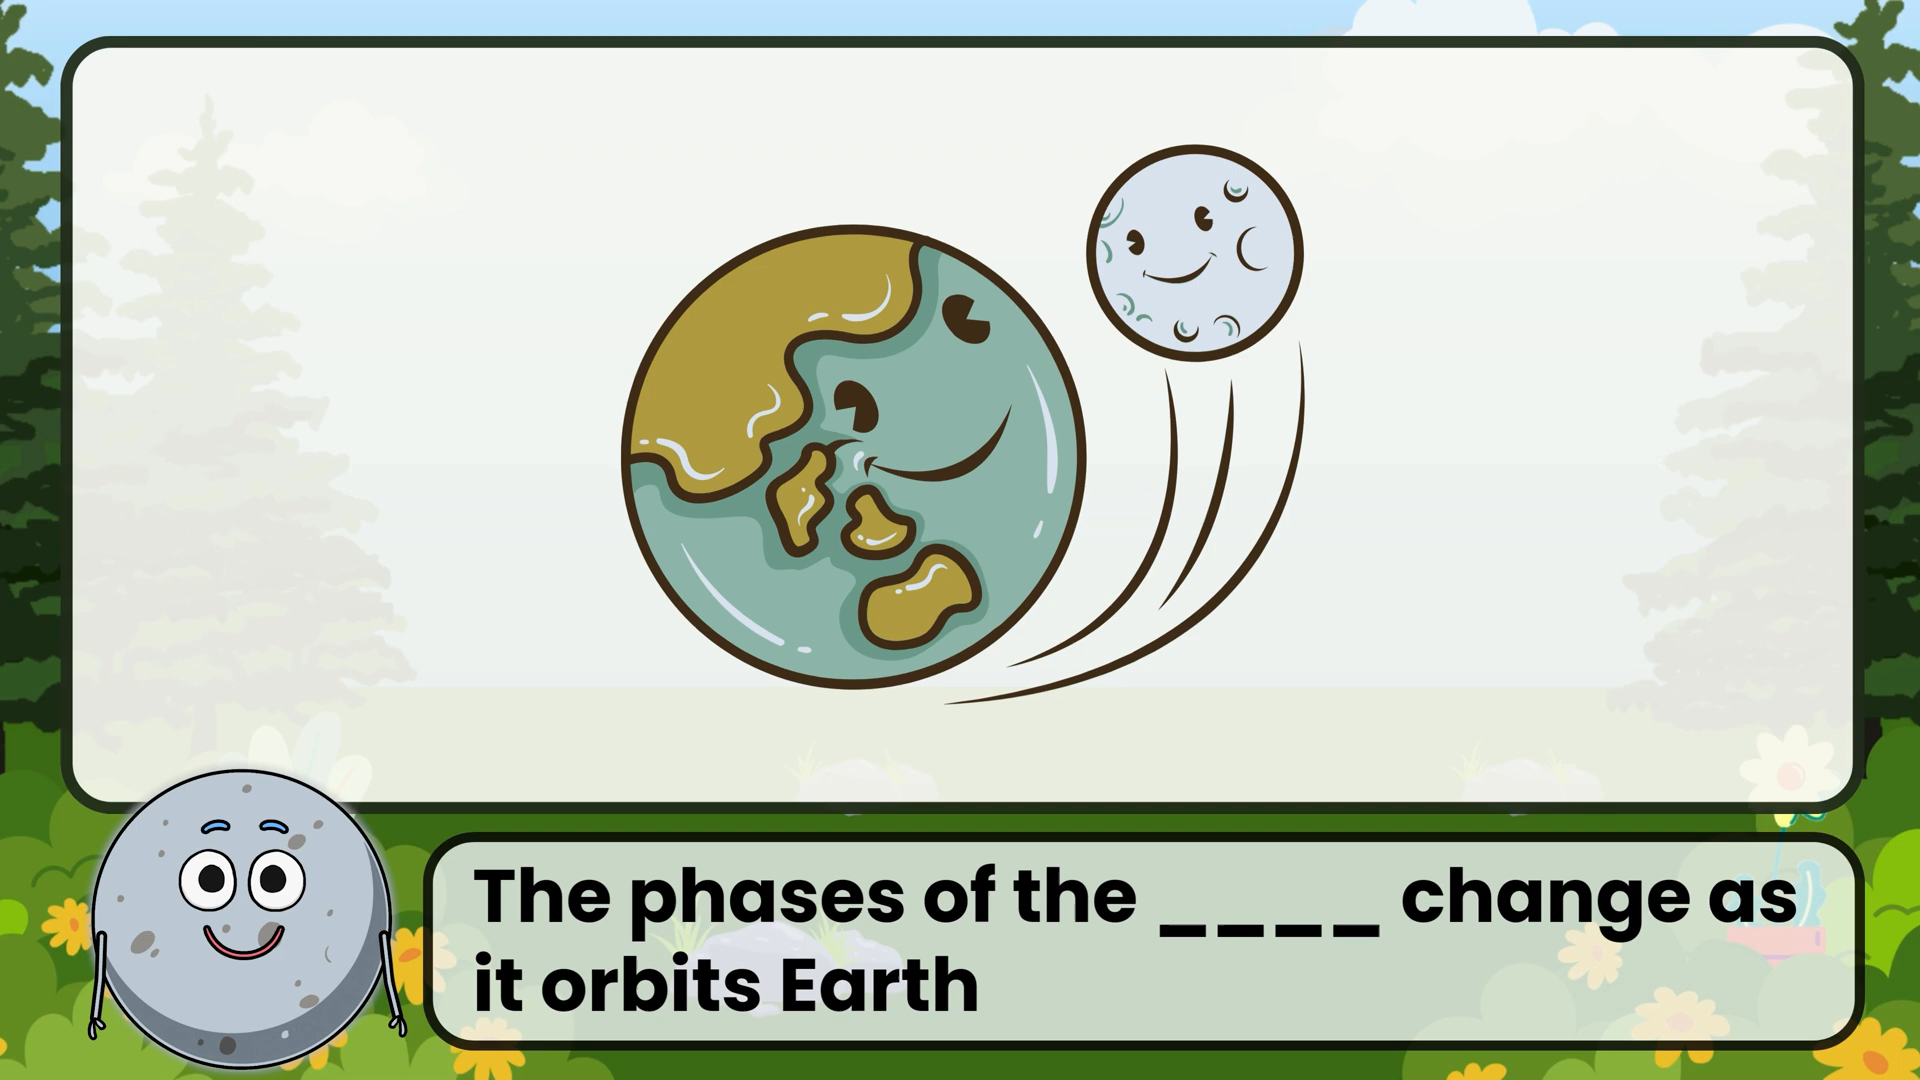 The phases of the ____ change as
it orbits Earth